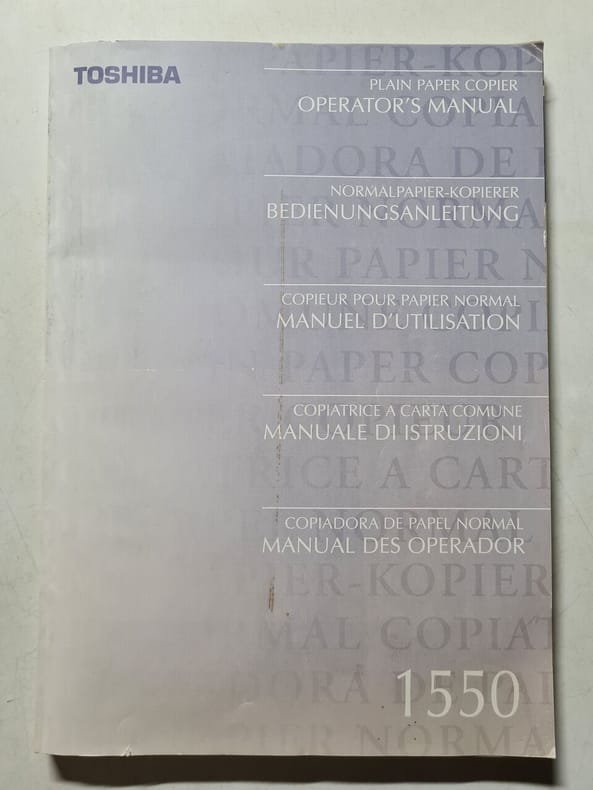 TOSHIBA
PLAIN PAPER COPIER
OPERATOR'S MANUAL
NORMALPAPIER-KOPIERER
BEDIENUNGSANLEITUNG
COPIEUR POUR PAPIER NORMAL
MANUEL D'UTILISATION
COPIATRICE A CARTA COMUNE
MANUALE DI ISTRUZIONI
COPIADORA DE PAPEL NORMAL
MANUAL DES OPERADOR
1550